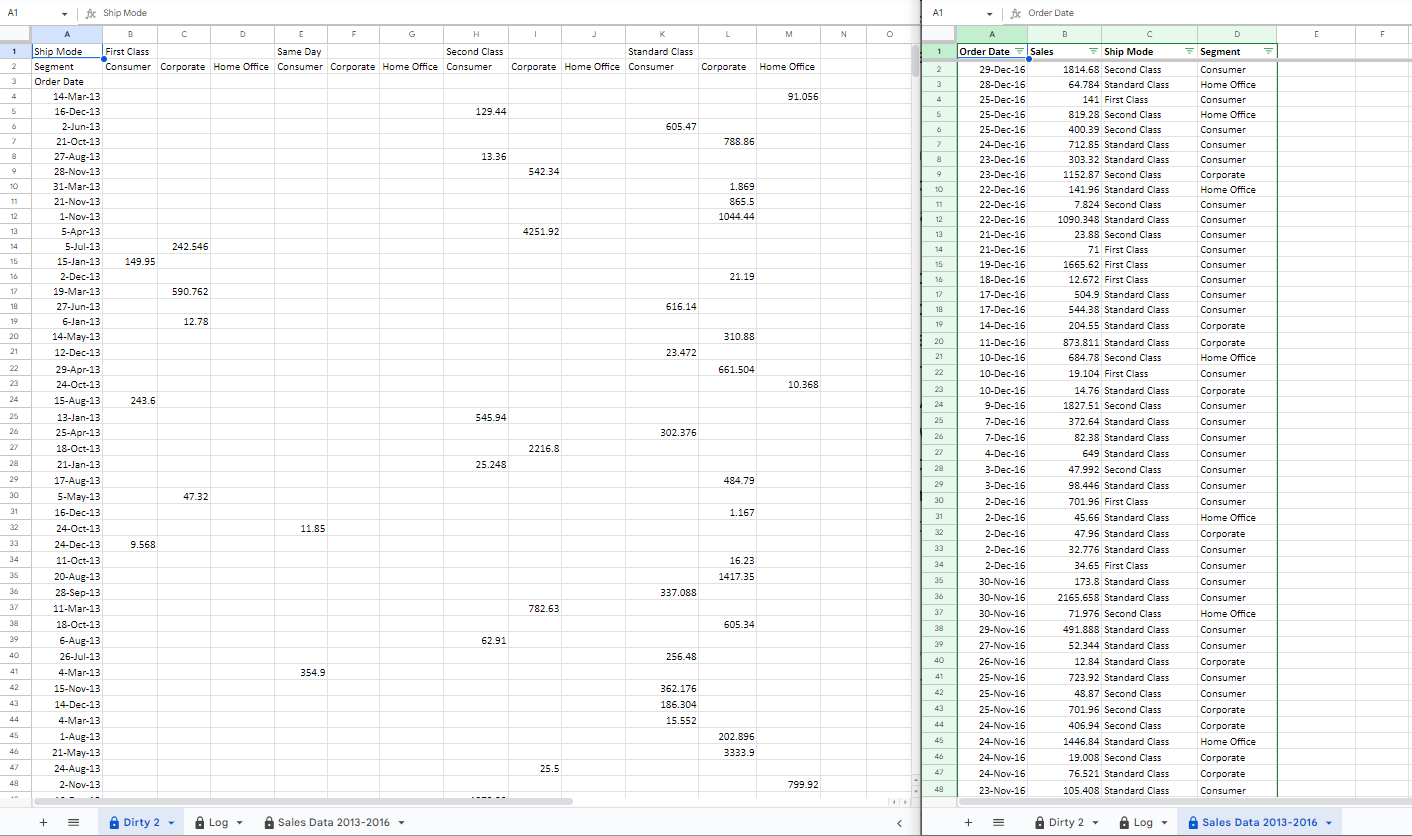 A1 fx Ship Mode
A B C D E F G H I J K L M N O
1 Ship Mode First Class Same Day Second Class Standard Class
2 Segment Consumer Corporate Home Office Consumer Corporate Home Office Consumer Corporate Home Office Consumer Corporate Home Office
3 Order Date
4 14-Mar-13 91.056
5 16-Dec-13 129.44
6 2-Jun-13 605.47
7 21-Oct-13 788.86
8 27-Aug-13 13.36
9 28-Nov-13 542.34
10 31-Mar-13 1.869
11 21-Nov-13 865.5
12 1-Nov-13 1044.44
13 5-Apr-13 4251.92
14 5-Jul-13 242.546
15 15-Jan-13 149.95
16 2-Dec-13 21.19
17 19-Mar-13 590.762
18 27-Jun-13 616.14
19 6-Jan-13 12.78
20 14-May-13 310.88
21 12-Dec-13 23.472
22 29-Apr-13 661.504
23 24-Oct-13 10.368
24 15-Aug-13 243.6
25 13-Jan-13 545.94
26 25-Apr-13 302.376
27 18-Oct-13 2216.8
28 21-Jan-13 25.248
29 17-Aug-13 484.79
30 5-May-13 47.32
31 16-Dec-13 1.167
32 24-Oct-13 11.85
33 24-Dec-13 9.568
34 11-Oct-13 16.23
35 20-Aug-13 1417.35
36 28-Sep-13 337.088
37 11-Mar-13 782.63
38 18-Oct-13 605.34
39 6-Aug-13 62.91
40 26-Jul-13 256.48
41 4-Mar-13 354.9
42 15-Nov-13 362.176
43 14-Dec-13 186.304
44 4-Mar-13 15.552
45 1-Aug-13 202.896
46 21-May-13 3333.9
47 24-Aug-13 25.5
48 2-Nov-13 799.92
Dirty 2 Log Sales Data 2013-2016
A1 fx Order Date
A B C D E F
1 Order Date Sales Ship Mode Segment
2 29-Dec-16 1814.68 Second Class Consumer
3 28-Dec-16 64.784 Standard Class Home Office
4 25-Dec-16 141 First Class Consumer
5 25-Dec-16 819.28 Second Class Home Office
6 25-Dec-16 400.39 Second Class Consumer
7 24-Dec-16 712.85 Standard Class Consumer
8 23-Dec-16 303.32 Standard Class Consumer
9 23-Dec-16 1152.87 Second Class Corporate
10 22-Dec-16 141.96 Standard Class Home Office
11 22-Dec-16 7.824 Second Class Consumer
12 22-Dec-16 1090.348 Standard Class Consumer
13 21-Dec-16 23.88 Second Class Consumer
14 21-Dec-16 71 First Class Consumer
15 19-Dec-16 1665.62 First Class Consumer
16 18-Dec-16 12.672 First Class Consumer
17 17-Dec-16 504.9 Standard Class Consumer
18 17-Dec-16 544.38 Standard Class Consumer
19 14-Dec-16 204.55 Standard Class Corporate
20 11-Dec-16 873.811 Standard Class Corporate
21 10-Dec-16 684.78 Second Class Home Office
22 10-Dec-16 19.104 First Class Consumer
23 10-Dec-16 14.76 Standard Class Corporate
24 9-Dec-16 1827.51 Second Class Consumer
25 7-Dec-16 372.64 Standard Class Consumer
26 7-Dec-16 82.38 Standard Class Consumer
27 4-Dec-16 649 Standard Class Consumer
28 3-Dec-16 47.992 Second Class Consumer
29 3-Dec-16 98.446 Standard Class Consumer
30 2-Dec-16 701.96 First Class Consumer
31 2-Dec-16 45.66 Standard Class Home Office
32 2-Dec-16 47.96 Standard Class Corporate
33 2-Dec-16 32.776 Standard Class Consumer
34 2-Dec-16 34.65 First Class Consumer
35 30-Nov-16 173.8 Standard Class Consumer
36 30-Nov-16 2165.658 Standard Class Consumer
37 30-Nov-16 71.976 Second Class Home Office
38 29-Nov-16 491.888 Standard Class Consumer
39 27-Nov-16 52.344 Standard Class Consumer
40 26-Nov-16 12.84 Standard Class Corporate
41 25-Nov-16 723.92 Standard Class Consumer
42 25-Nov-16 48.87 Second Class Consumer
43 25-Nov-16 701.96 Second Class Corporate
44 24-Nov-16 406.94 Second Class Corporate
45 24-Nov-16 1446.84 Standard Class Home Office
46 24-Nov-16 19.008 Second Class Corporate
47 24-Nov-16 76.521 Standard Class Corporate
48 23-Nov-16 105.408 Standard Class Consumer
Dirty 2 Log Sales Data 2013-2016